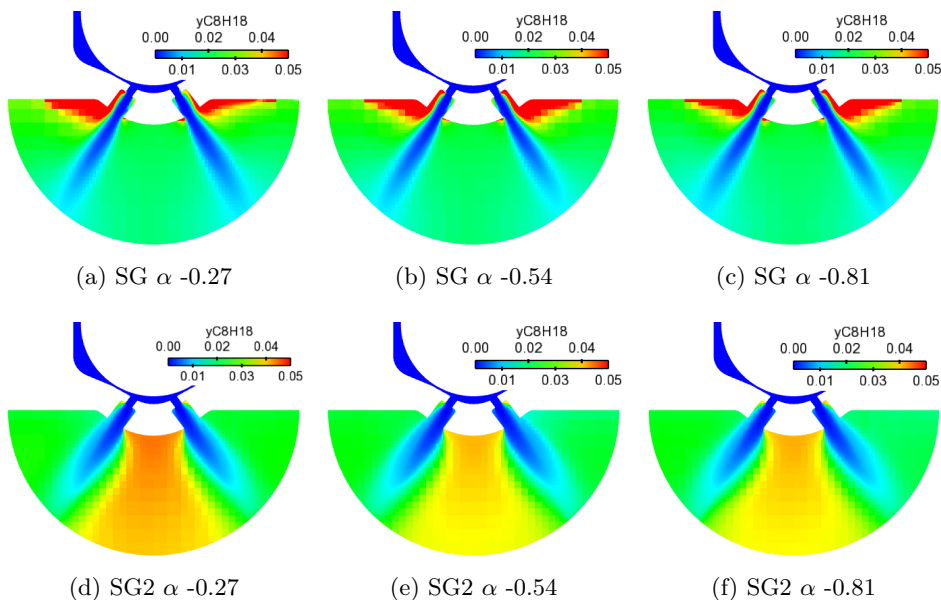 yC8H18
0.00 0.02 0.04
0.01 0.03 0.05
yC8H18
0.00 0.02 0.04
0.01 0.03 0.05
yC8H18
0.00 0.02 0.04
0.01 0.03 0.05
(a) SG α -0.27
(b) SG α -0.54
(c) SG α -0.81
yC8H18
0.00 0.02 0.04
0.01 0.03 0.05
yC8H18
0.00 0.02 0.04
0.01 0.03 0.05
yC8H18
0.00 0.02 0.04
0.01 0.03 0.05
(d) SG2 α -0.27
(e) SG2 α -0.54
(f) SG2 α -0.81